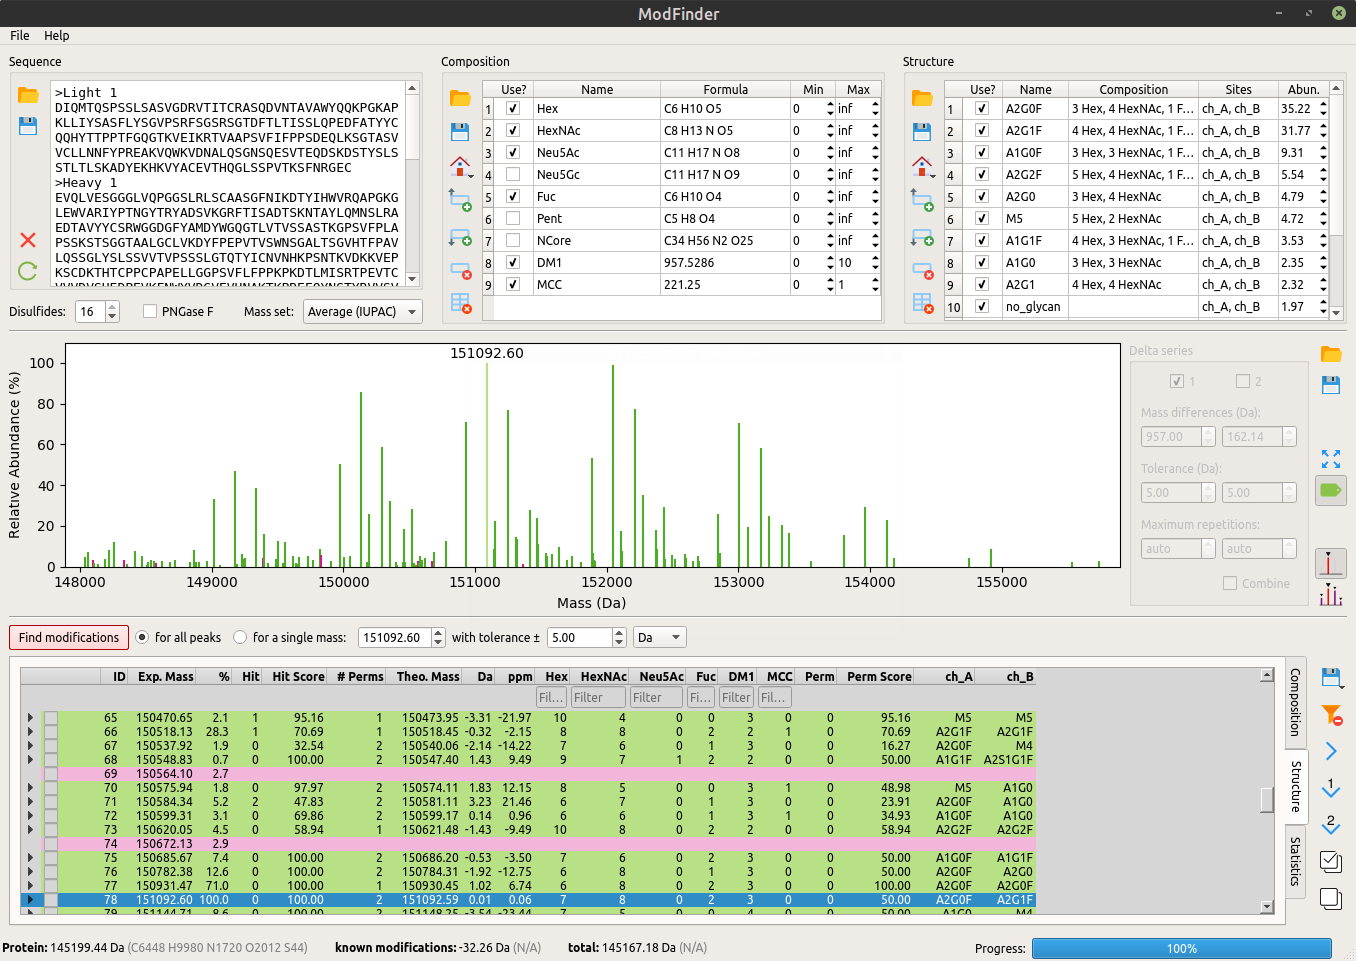 ModFinder
File Help
Sequence
>Light 1
DIQMTQSPSSLSASVGDRVTITCRASQDVNTAVAWYQQKPGKAP
KLLIYSASFLYSGVPSRFSGSRSGTDFTLTISSLQPEDFATYYC
QQHYTTPPTFGQGTKVEIKRTVAAPSVFIFPPSDEQLKSGTASV
VCLLNNFYPREAKVQWKVDNALQSGNSQESVTEQDSKDSTYSLS
STLTLSKADYEKHKVYACEVTHQGLSSPVTKSFNRGEC
>Heavy 1
EVQLVESGGGLVQPGGSLRLSCAASGFNIKDTYIHWVRQAPGKG
LEWVARIYPTNGYTRYADSVKGRFTISADTSKNTAYLQMNSLRA
EDTAVYYCSRWGGDGFYAMDYWGQGTLVTVSSASTKGPSVFPLA
PSSKSTSGGTAALGCLVKDYFPEPVTVSWNSGALTSGVHTFPAV
LQSSGLYSLSSVVTVPSSSLGTQTYICNVNHKPSNTKVDKKVEP
KSCDKTHTCPPCPAPELLGGPSVFLFPPKPKDTLMISRTPEVTC
Disulfides: 16 PNGase F Mass set: Average (IUPAC)
Composition
Use? Name Formula Min Max
1 Hex C6 H10 O5 0 inf
2 HexNAc C8 H13 N O5 0 inf
3 Neu5Ac C11 H17 N O8 0 inf
4 Neu5Gc C11 H17 N O9 0 inf
5 Fuc C6 H10 O4 0 inf
6 Pent C5 H8 O4 0 inf
7 NCore C34 H56 N2 O25 0 inf
8 DM1 957.5286 0 10
9 MCC 221.25 0 1
Structure
Use? Name Composition Sites Abun.
1 A2G0F 3 Hex, 4 HexNAc, 1 F... ch_A, ch_B 35.22
2 A2G1F 4 Hex, 4 HexNAc, 1 F... ch_A, ch_B 31.77
3 A1G0F 3 Hex, 3 HexNAc, 1 F... ch_A, ch_B 9.31
4 A2G2F 5 Hex, 4 HexNAc, 1 F... ch_A, ch_B 5.54
5 A2G0 3 Hex, 4 HexNAc ch_A, ch_B 4.79
6 M5 5 Hex, 2 HexNAc ch_A, ch_B 4.72
7 A1G1F 4 Hex, 3 HexNAc, 1 F... ch_A, ch_B 3.53
8 A1G0 3 Hex, 3 HexNAc ch_A, ch_B 2.35
9 A2G1 4 Hex, 4 HexNAc ch_A, ch_B 2.32
10 no_glycan ch_A, ch_B 1.97
151092.60
Relative Abundance (%)
100
80
60
40
20
0
148000 149000 150000 151000 152000 153000 154000 155000
Mass (Da)
Delta series
1 2
Mass differences (Da):
957.00 162.14
Tolerance (Da):
5.00 5.00
Maximum repetitions:
auto auto
Combine
Find modifications for all peaks for a single mass: 151092.60 with tolerance ± 5.00 Da
ID Exp. Mass % Hit Hit Score # Perms Theo. Mass Da ppm Hex HexNAc Neu5Ac Fuc DM1 MCC Perm Perm Score ch_A ch_B
Fil... Filter Filter Fi... Filter Fil...
65 150470.65 2.1 1 95.16 1 150473.95 -3.31 -21.97 10 4 0 0 3 0 0 95.16 M5 M5
66 150518.13 28.3 1 70.69 1 150518.45 -0.32 -2.15 8 8 0 2 2 1 0 70.69 A2G1F A2G1F
67 150537.92 1.9 0 32.54 2 150540.06 -2.14 -14.22 7 6 0 1 3 0 0 16.27 A2G0F M4
68 150548.83 0.7 0 100.00 2 150547.40 1.43 9.49 9 7 1 2 2 0 0 50.00 A1G1F A2S1G1F
69 150564.10 2.7
70 150575.94 1.8 0 97.97 2 150574.11 1.83 12.15 8 5 0 0 3 1 0 48.98 M5 A1G0
71 150584.34 5.2 2 47.83 2 150581.11 3.23 21.46 6 7 0 1 3 0 0 23.91 A2G0F A1G0
72 150599.31 3.1 0 69.86 2 150599.17 0.14 0.96 6 6 0 1 3 1 0 34.93 A1G0F A1G0
73 150620.05 4.5 0 58.94 1 150621.48 -1.43 -9.49 10 8 0 2 2 0 0 58.94 A2G2F A2G2F
74 150672.13 2.9
75 150685.67 7.4 0 100.00 2 150686.20 -0.53 -3.50 7 6 0 2 3 0 0 50.00 A1G0F A1G1F
76 150782.38 12.6 0 100.00 2 150784.31 -1.92 -12.75 6 8 0 1 3 0 0 50.00 A2G0F A2G0
77 150931.47 71.0 0 100.00 1 150930.45 1.02 6.74 6 8 0 2 3 0 0 100.00 A2G0F A2G0F
78 151092.60 100.0 0 100.00 2 151092.59 0.01 0.06 7 8 0 2 3 0 0 50.00 A2G0F A2G1F
79 151144.71 8.6 0 100.00 2 151148.25 -3.54 -23.44 7 5 0 0 4 0 0 50.00 A1G0 M4
Composition
Structure
Statistics
1
2
Protein: 145199.44 Da (C6448 H9980 N1720 O2012 S44) known modifications: -32.26 Da (N/A) total: 145167.18 Da (N/A) Progress: 100%